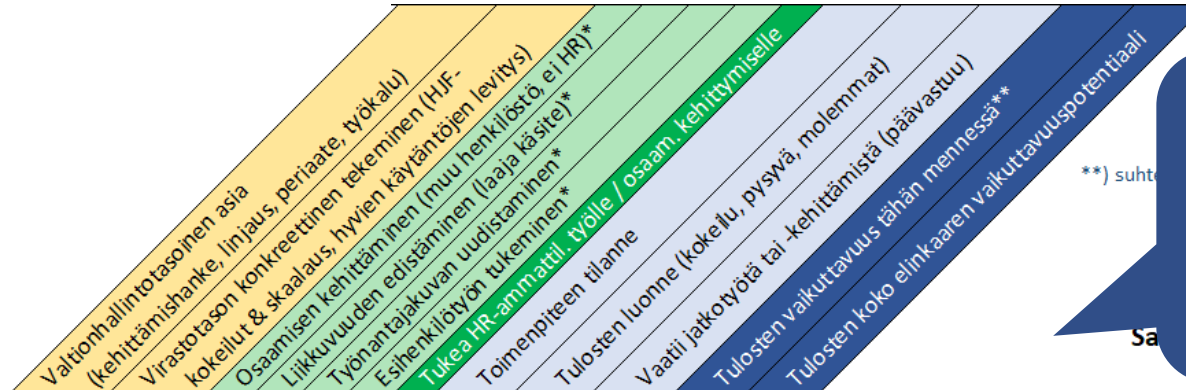 Valtionhallintotasoinen asia
(kehittämishanke, linjaus, periaate, työkalu)
Virastotason konkreettinen tekeminen (HJF-
kokeilut & skaalaus, hyvien käytäntöjen levitys)
Osaamisen kehittäminen (muu henkilöstö, ei HR)*
Liikkuvuuden edistäminen (laaja käsite)*
Työnantajakuvan uudistaminen*
Esihenkilötyön tukeminen*
Tukea HR-ammattil. työlle / osaam. kehittymiselle
Toimenpiteen tilanne
Tulosten luonne (kokeilu, pysyvä, molemmat)
Vaatii jatkotyötä tai -kehittämistä (päävastuu)
Tulosten vaikuttavuus tähän mennessä**
Tulosten koko elinkaaren vaikuttavuuspotentiaali
**) suhte
Sa